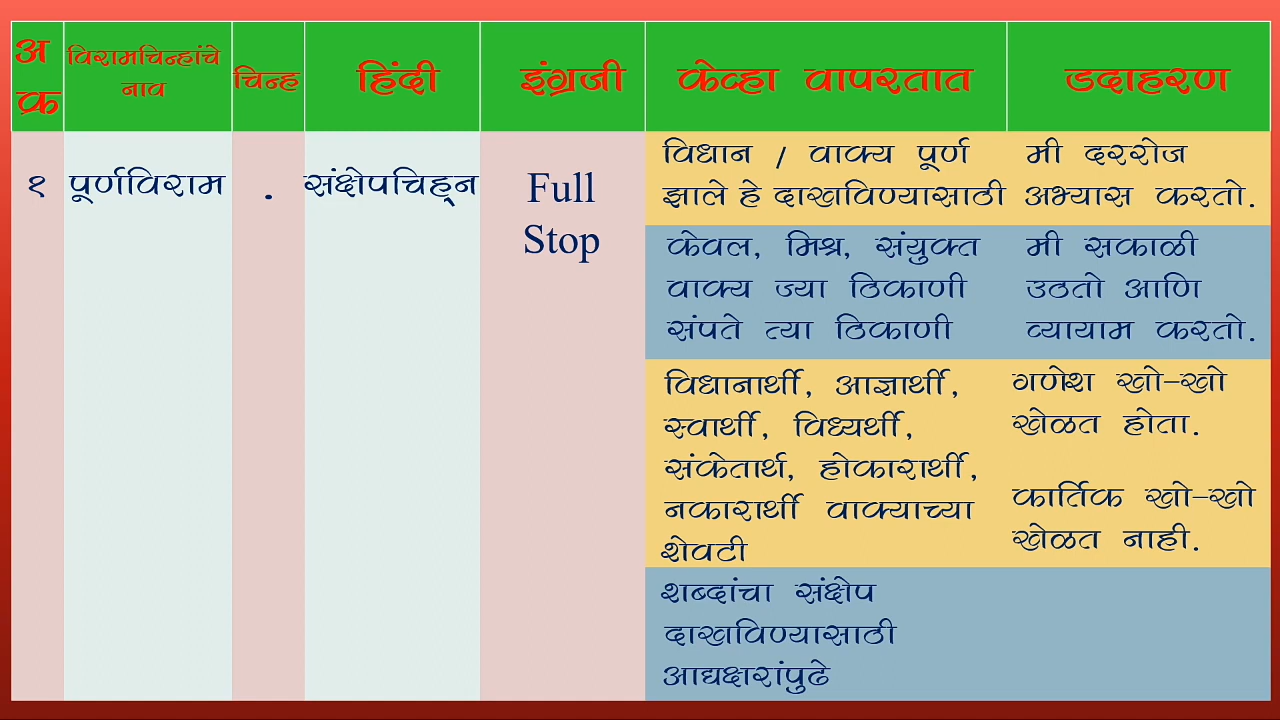 अ क्र
विरामचिन्हांचे नाव
चिन्ह
हिंदी
इंग्रजी
केव्हा वापरतात
उदाहरण
१
पूर्णविराम
.
संक्षेपचिह्न
Full
Stop
विधान / वाक्य पूर्ण
झाले हे दाखविण्यासाठी
मी दररोज
अभ्यास करतो.
केवल, मिश्र, संयुक्त
वाक्य ज्या ठिकाणी
संपते त्या ठिकाणी
मी सकाळी
उठतो आणि
व्यायाम करतो.
विधानार्थी, आज्ञार्थी,
स्वार्थी, विध्यर्थी,
संकेतार्थ, होकारार्थी,
नकारार्थी वाक्याच्या
शेवटी
गणेश खो-खो
खेळत होता.
कार्तिक खो-खो
खेळत नाही.
शब्दांचा संक्षेप
दाखविण्यासाठी
आद्यक्षरांपुढे